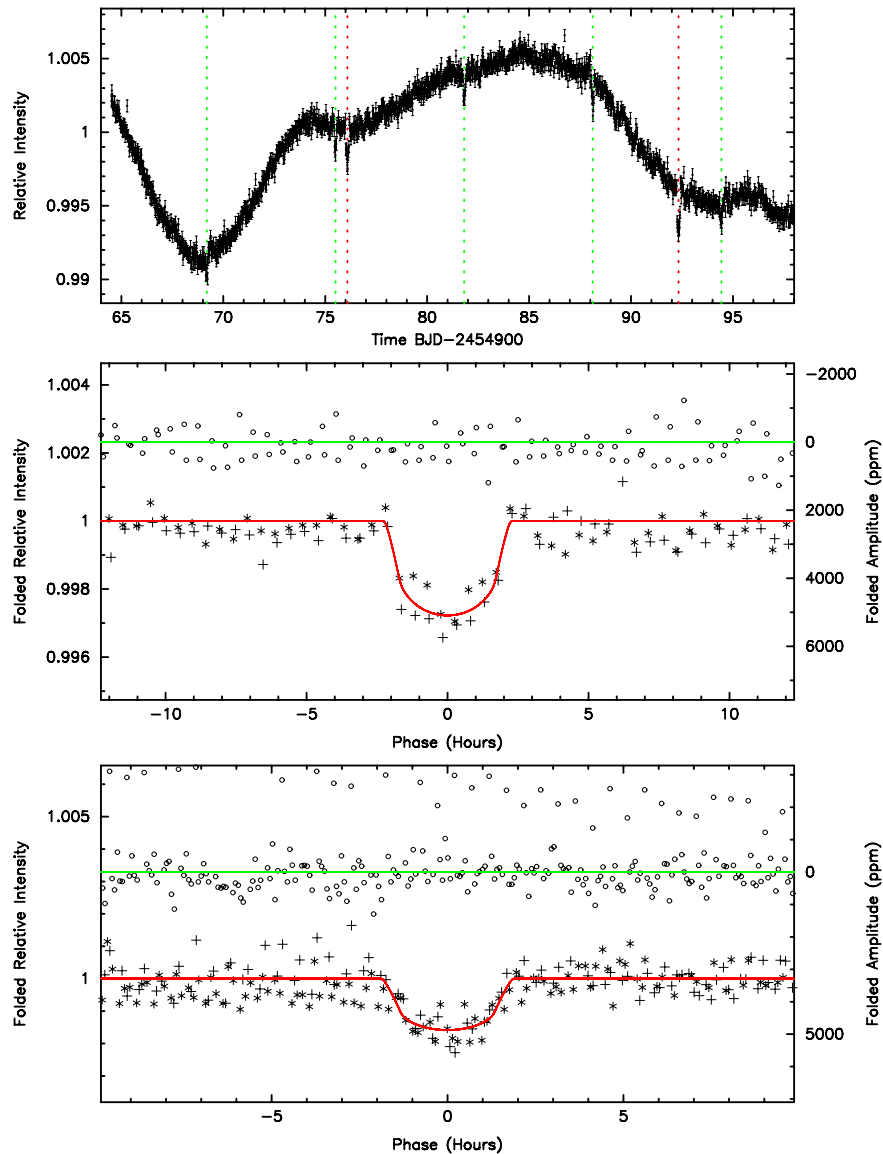 Relative Intensity
1.005
1
0.995
0.99
65 70 75 80 85 90 95
Time BJD-2454900
Folded Relative Intensity
1.004
1.002
1
0.998
0.996
-2000
0
2000
4000
6000
Folded Amplitude (ppm)
-10 -5 0 5 10
Phase (Hours)
Folded Relative Intensity
1.005
1
0
5000
Folded Amplitude (ppm)
-5 0 5
Phase (Hours)